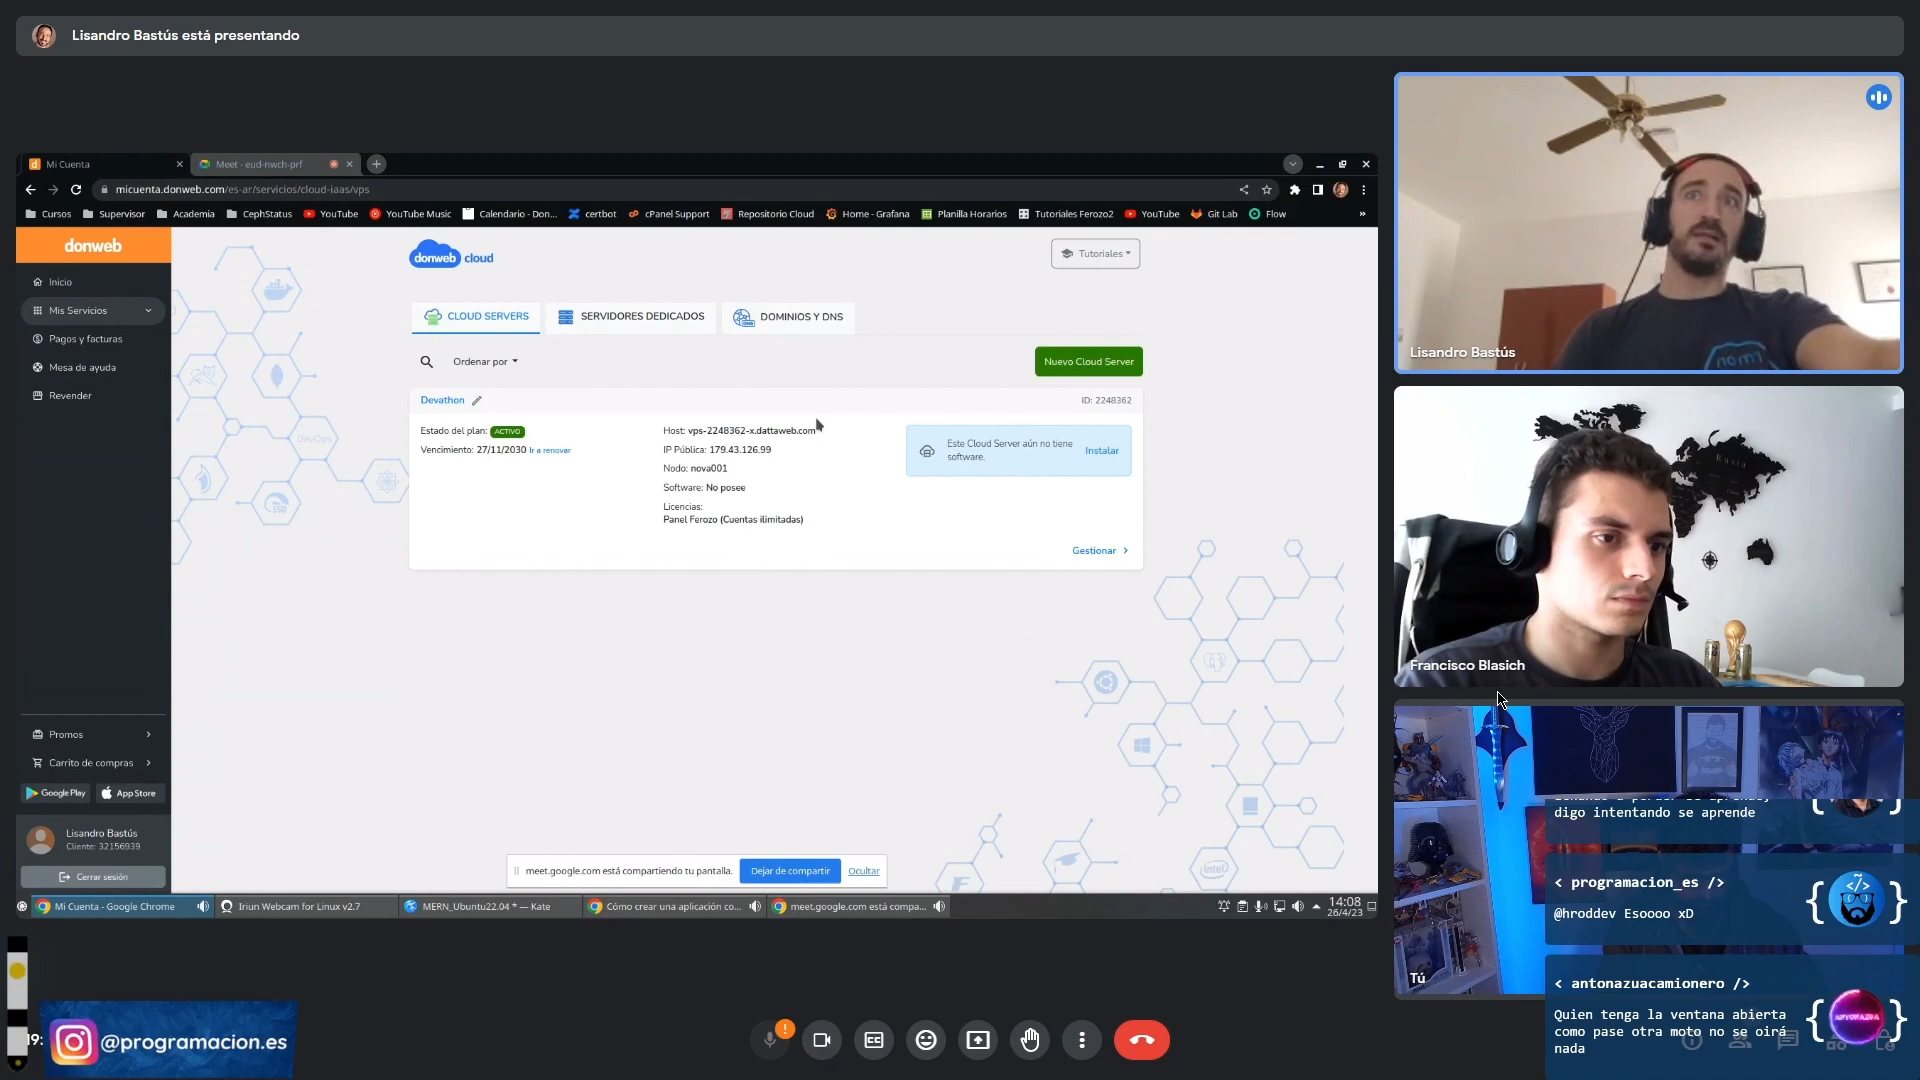 Lisandro Bastús está presentando
Mi Cuenta
Meet - eud-nwch-prf
micuenta.donweb.com/es-ar/servicios/cloud-iaas/vps
Cursos
Supervisor
Academia
CephStatus
YouTube
YouTube Music
Calendario - Don...
certbot
cPanel Support
Repositorio Cloud
Home - Grafana
Planilla Horarios
Tutoriales Ferozo2
YouTube
Git Lab
Flow
»
donweb
Inicio
Mis Servicios
Pagos y facturas
Mesa de ayuda
Revender
Promos
Carrito de compras
Google Play
App Store
Lisandro Bastús
Cliente: 32156939
Cerrar sesión
donweb cloud
Tutoriales
CLOUD SERVERS
SERVIDORES DEDICADOS
DOMINIOS Y DNS
Ordenar por
Nuevo Cloud Server
Devathon
ID: 2248362
Estado del plan: ACTIVO
Vencimiento: 27/11/2030 Ir a renovar
Host: vps-2248362-x.dattaweb.com
IP Pública: 179.43.126.99
Nodo: nova001
Software: No posee
Licencias:
Panel Ferozo (Cuentas ilimitadas)
Este Cloud Server aún no tiene
software.
Instalar
Gestionar
DevOps
SSD
intel
meet.google.com está compartiendo tu pantalla.
Dejar de compartir
Ocultar
Mi Cuenta - Google Chrome
Iriun Webcam for Linux v2.7
MERN_Ubuntu22.04 * — Kate
Cómo crear una aplicación co...
meet.google.com está compa...
14:08
26/4/23
Lisandro Bastús
Francisco Blasich
Rusia
Tú
digo intentando se aprende
< programacion_es />
@hroddev Esoooo xD
< antonazuacamionero />
Quien tenga la ventana abierta
como pase otra moto no se oirá
nada
19:
@programacion.es